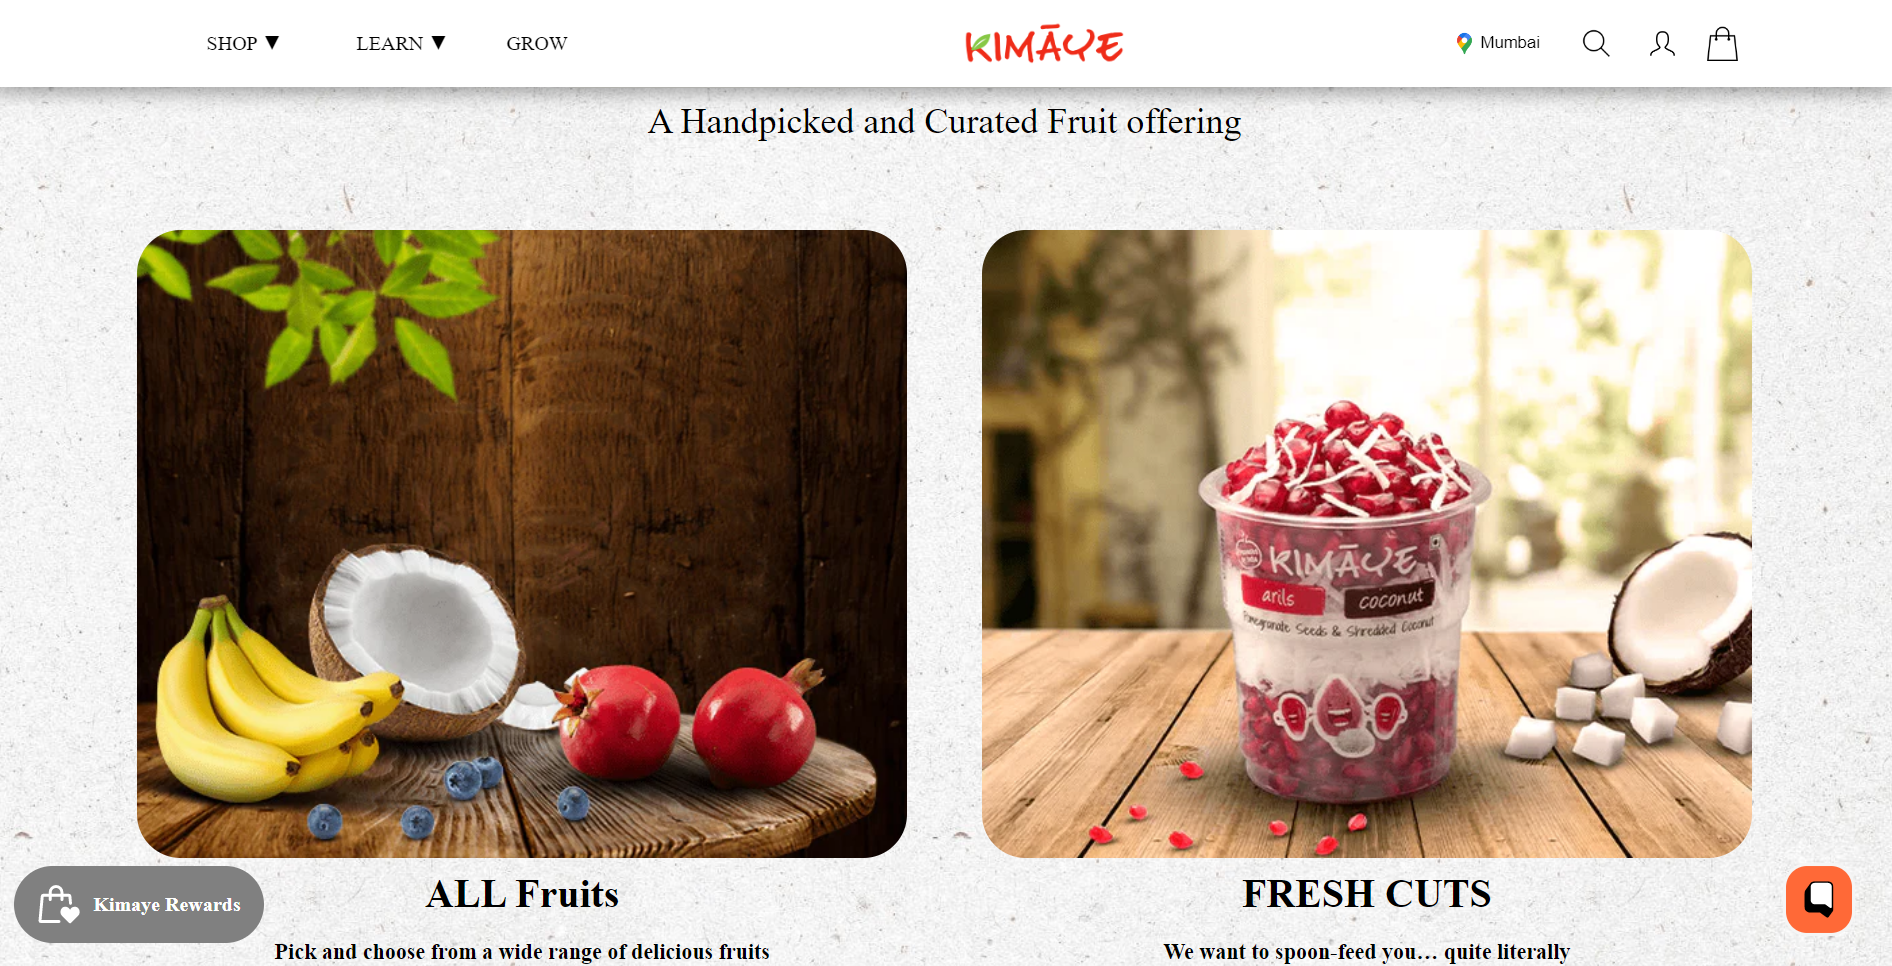 SHOP ▼
LEARN ▼
GROW
KIMĀYE
Mumbai
A Handpicked and Curated Fruit offering
KIMĀYE
arils
coconut
Pomegranate Seeds & Shredded Coconut
ALL Fruits
FRESH CUTS
Kimaye Rewards
Pick and choose from a wide range of delicious fruits
We want to spoon-feed you... quite literally